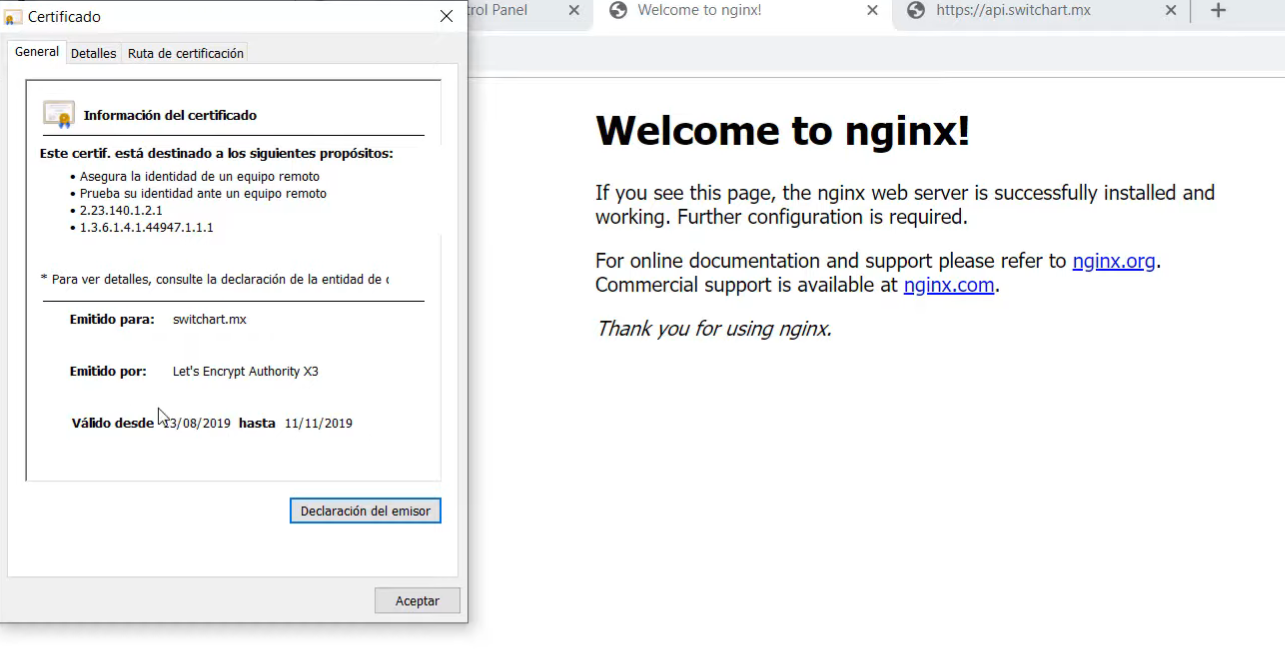 Certificado
trol Panel
Welcome to nginx!
https://api.switchart.mx
General
Detalles
Ruta de certificación
Información del certificado
Este certif. está destinado a los siguientes propósitos:
• Asegura la identidad de un equipo remoto
• Prueba su identidad ante un equipo remoto
• 2.23.140.1.2.1
• 1.3.6.1.4.1.44947.1.1.1
* Para ver detalles, consulte la declaración de la entidad de
Emitido para: switchart.mx
Emitido por: Let's Encrypt Authority X3
Válido desde 13/08/2019 hasta 11/11/2019
Declaración del emisor
Aceptar
Welcome to nginx!
If you see this page, the nginx web server is successfully installed and
working. Further configuration is required.
For online documentation and support please refer to nginx.org.
Commercial support is available at nginx.com.
Thank you for using nginx.